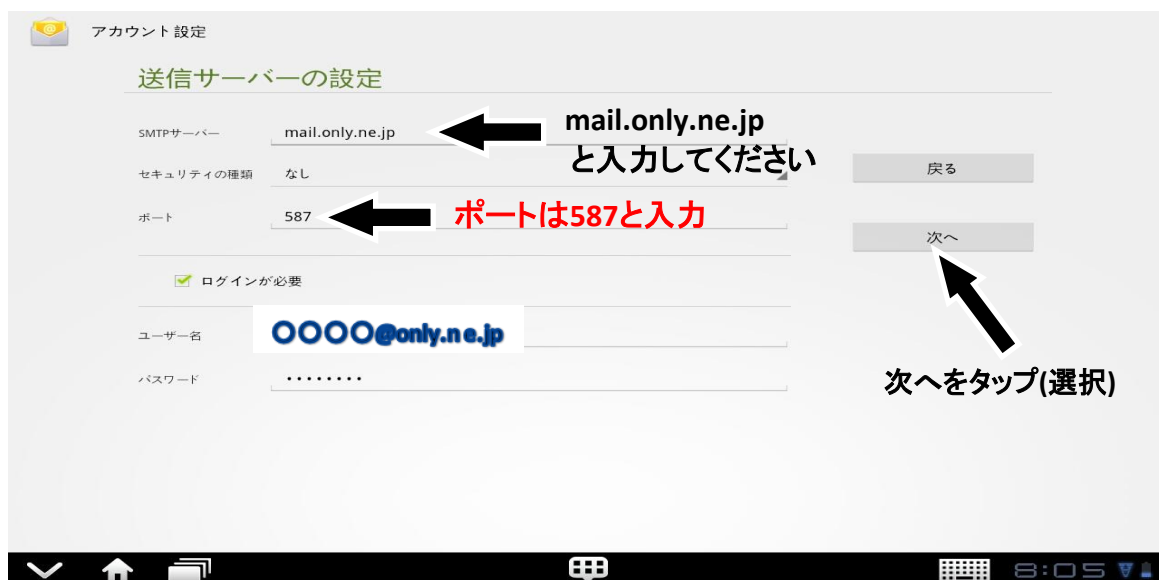 アカウント設定
送信サーバーの設定
SMTPサーバー
mail.only.ne.jp
mail.only.ne.jp
と入力してください
セキュリティの種類
なし
戻る
ポート
587
ポートは587と入力
次へ
ログインが必要
ユーザー名
〇〇〇〇@only.ne.jp
次へをタップ(選択)
パスワード
••••••••
8:05